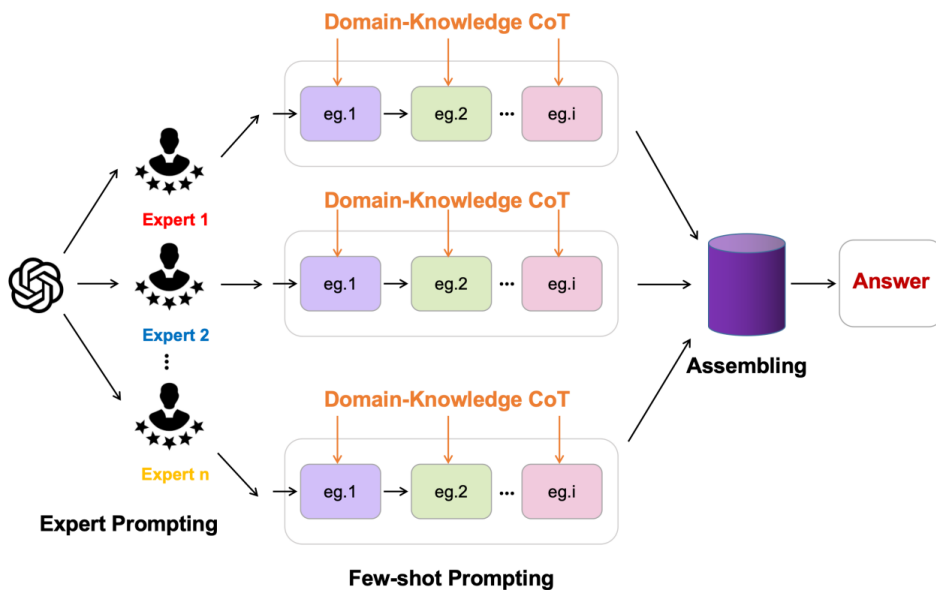 Domain-Knowledge CoT
eg.1
eg.2
...
eg.i
Expert 1
Domain-Knowledge CoT
eg.1
eg.2
...
eg.i
Expert 2
Answer
Assembling
Domain-Knowledge CoT
eg.1
eg.2
...
eg.i
Expert n
Expert Prompting
Few-shot Prompting